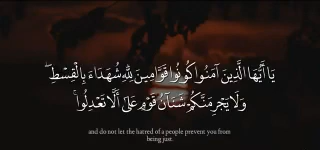 يَا أَيُّهَا الَّذِينَ آمَنُوا كُونُوا قَوَّامِينَ لِلَّهِ شُهَدَاءَ بِالْقِسْطِ ۖ
وَلَا يَجْرِمَنَّكُمْ شَنَآنُ قَوْمٍ عَلَىٰ أَلَّا تَعْدِلُوا ۚ
and do not let the hatred of a people prevent you from
being just.